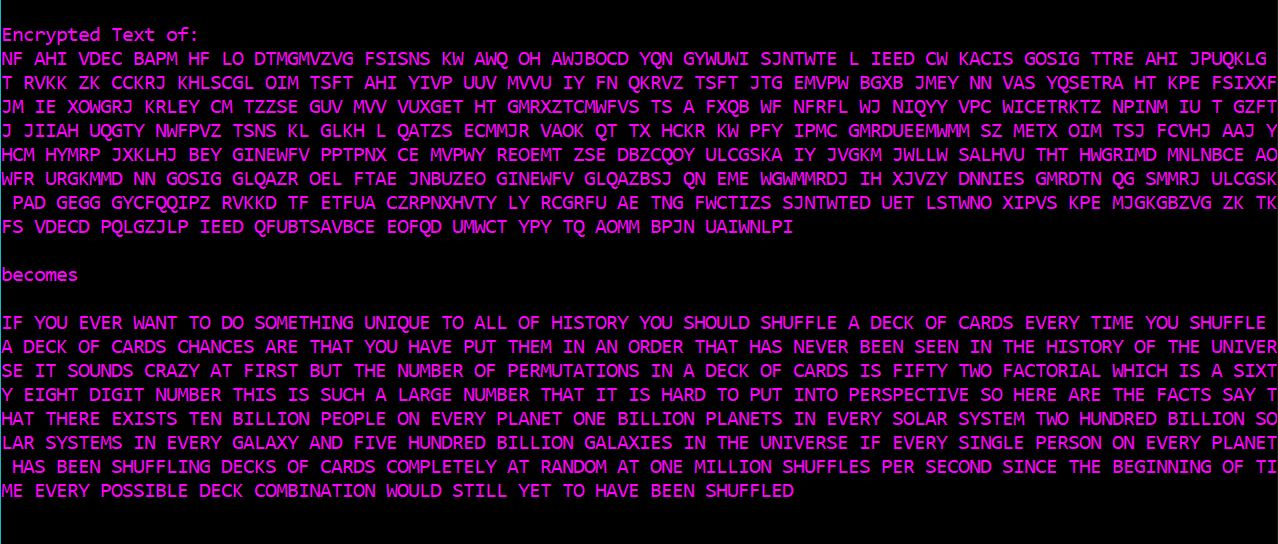 Encrypted Text of:
NF AHI VDEC BAPM HF LO DTMGMVZVG FSISNS KW AWQ OH AWJBOCD YQN GYWUWI SJNTWTE L IEED CW KACIS GOSIG TTRE AHI JPUQKLG
T RVKK ZK CCKRJ KHLSCGL OIM TSFT AHI YIVP UUV MVVU IY FN QKRVZ TSFT JTG EMVPW BGXB JMEY NN VAS YQSETRA HT KPE FSIXXF
JM IE XOWGRJ KRLEY CM TZZSE GUV MVV VUXGET HT GMRXZTCMWFVS TS A FXQB WF NFRFL WJ NIQYY VPC WICETRKTZ NPINM IU T GZFT
J JIIAH UQGTY NWFPVZ TSNS KL GLKH L QATZS ECMMJR VAOK QT TX HCKR KW PFY IPMC GMRDUEEMWMM SZ METX OIM TSJ FCVHJ AAJ Y
HCM HYMRP JXKLHJ BEY GINEWFV PPTPNX CE MVPWY REOEMT ZSE DBZCQOY ULCGSKA IY JVGKM JWLLW SALHVU THT HWGRIMD MNLNBCE AO
WFR URGKMMD NN GOSIG GLQAZR OEL FTAE JNBUZEO GINEWFV GLQAZBSJ QN EME WGWMMRDJ IH XJVZY DNNIES GMRDTN QG SMMRJ ULCGSK
PAD GEGG GYCFQQIPZ RVKKD TF ETFUA CZRPNXHVTY LY RCGRFU AE TNG FWCTIZS SJNTWTED UET LSTWNO XIPVS KPE MJGKGBZVG ZK TK
FS VDECD PQLGZJLP IEED QFUBTSAVBCE EOFQD UMWCT YPY TQ AOMM BPJN UAIWNLPI
becomes
IF YOU EVER WANT TO DO SOMETHING UNIQUE TO ALL OF HISTORY YOU SHOULD SHUFFLE A DECK OF CARDS EVERY TIME YOU SHUFFLE
A DECK OF CARDS CHANCES ARE THAT YOU HAVE PUT THEM IN AN ORDER THAT HAS NEVER BEEN SEEN IN THE HISTORY OF THE UNIVER
SE IT SOUNDS CRAZY AT FIRST BUT THE NUMBER OF PERMUTATIONS IN A DECK OF CARDS IS FIFTY TWO FACTORIAL WHICH IS A SIXT
Y EIGHT DIGIT NUMBER THIS IS SUCH A LARGE NUMBER THAT IT IS HARD TO PUT INTO PERSPECTIVE SO HERE ARE THE FACTS SAY T
HAT THERE EXISTS TEN BILLION PEOPLE ON EVERY PLANET ONE BILLION PLANETS IN EVERY SOLAR SYSTEM TWO HUNDRED BILLION SO
LAR SYSTEMS IN EVERY GALAXY AND FIVE HUNDRED BILLION GALAXIES IN THE UNIVERSE IF EVERY SINGLE PERSON ON EVERY PLANET
HAS BEEN SHUFFLING DECKS OF CARDS COMPLETELY AT RANDOM AT ONE MILLION SHUFFLES PER SECOND SINCE THE BEGINNING OF TI
ME EVERY POSSIBLE DECK COMBINATION WOULD STILL YET TO HAVE BEEN SHUFFLED